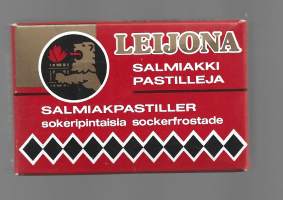 LEIJONA
SALMIAKKI
PASTILLEJA
SALMIAKPASTILLER
sokeripintaisia sockerfrostade